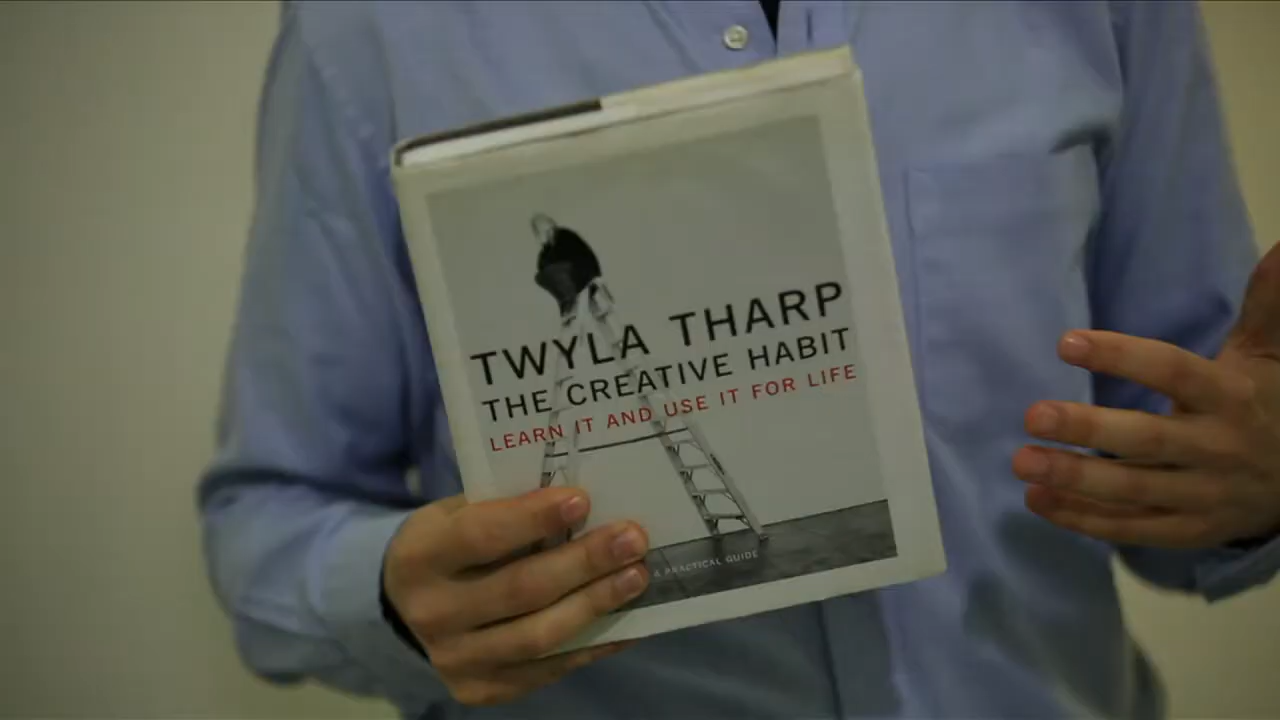 TWYLA THARP
THE CREATIVE HABIT
LEARN IT AND USE IT FOR LIFE
A PRACTICAL GUIDE